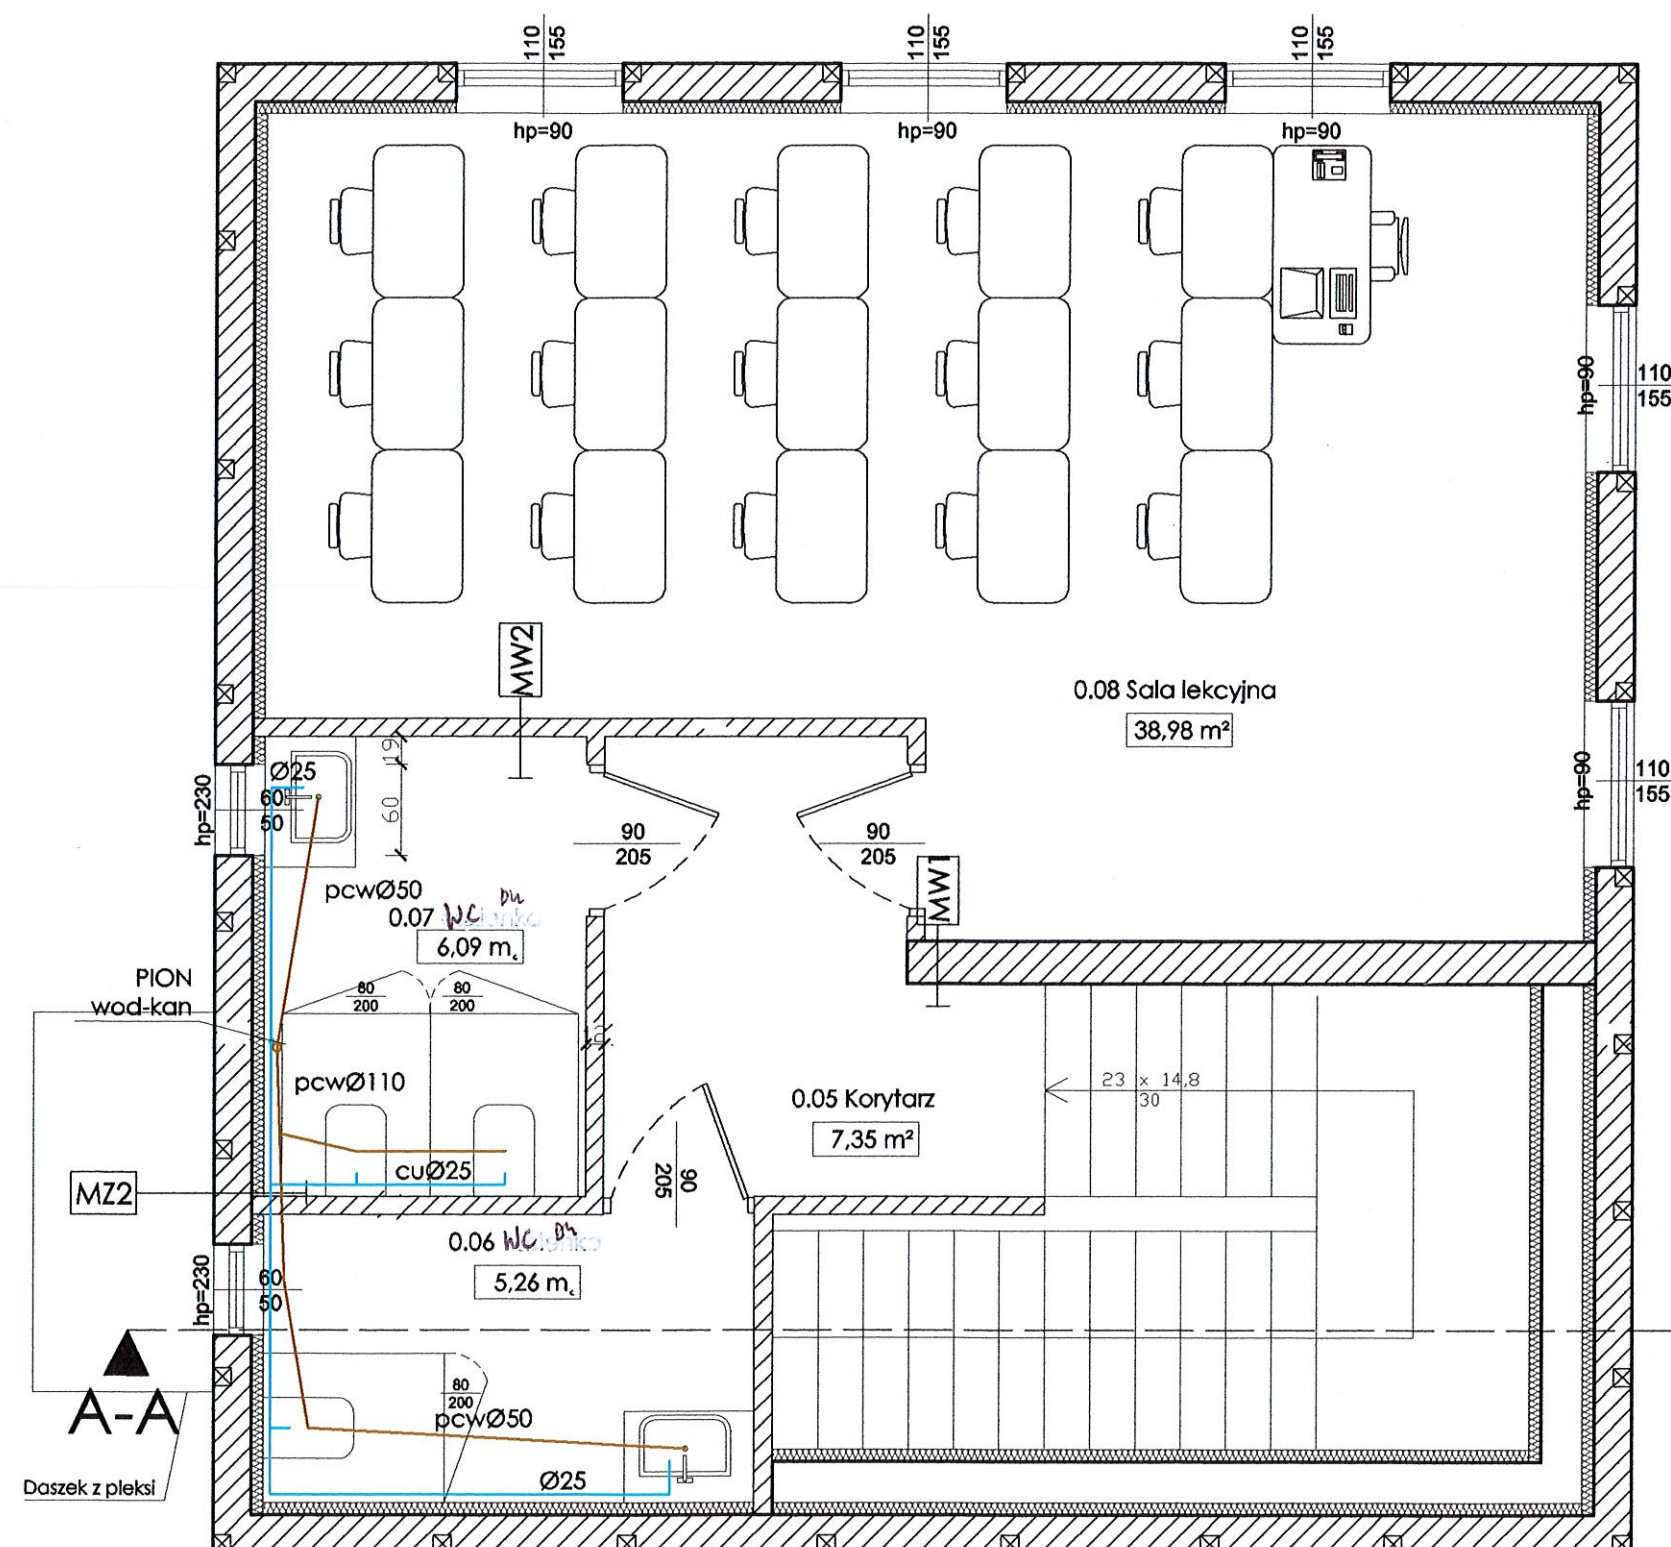 110
155
110
155
110
155
hp=90
hp=90
hp=90
hp=90
110
155
MW2
0.08 Sala lekcyjna
38,98 m²
19
60
Ø25
60
50
hp=230
hp=90
110
155
90
205
90
205
MW1
pcwØ50
0.07 WC
6,09 m
PION
wod-kan
80
200
80
200
12
pcwØ110
0.05 Korytarz
7,35 m²
23 x 14,8
30
cuØ25
MZ2
90
205
0.06 WC.
5,26 m
hp=230
60
50
A-A
80
200
pcwØ50
Daszek z pleksi
Ø25